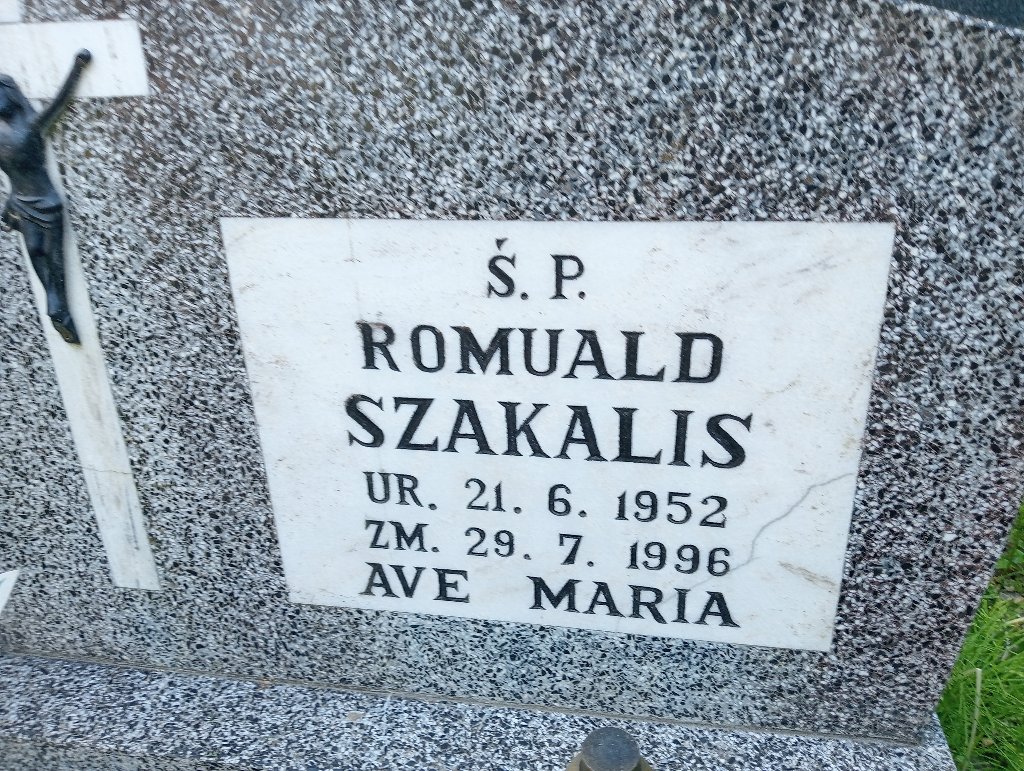 Ś. P.
ROMUALD
SZAKALIS
UR. 21. 6. 1952
ZM. 29. 7. 1996
AVE MARIA